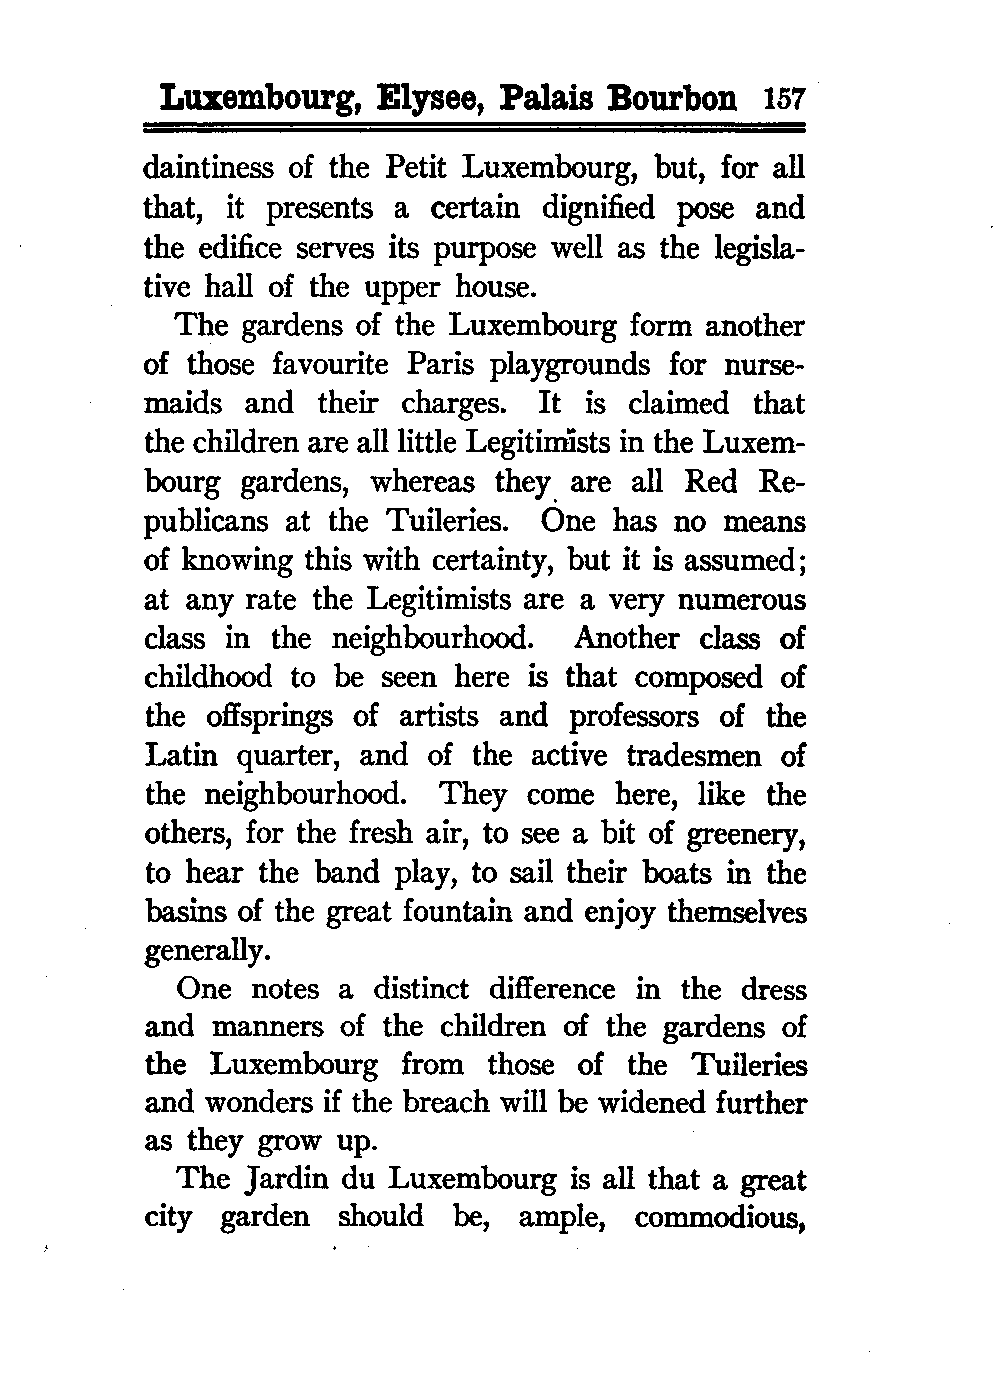 Luxembourg, Elysee, Palais Bourbon 157
daintiness of the Petit Luxembourg, but, for all
that, it presents a certain dignified pose and
the edifice serves its purpose well as the legisla-
tive hall of the upper house.
The gardens of the Luxembourg form another
of those favourite Paris playgrounds for nurse-
maids and their charges. It is claimed that
the children are all little Legitimists in the Luxem-
bourg gardens, whereas they are all Red Re-
publicans at the Tuileries. One has no means
of knowing this with certainty, but it is assumed;
at any rate the Legitimists are a very numerous
class in the neighbourhood. Another class of
childhood to be seen here is that composed of
the offsprings of artists and professors of the
Latin quarter, and of the active tradesmen of
the neighbourhood. They come here, like the
others, for the fresh air, to see a bit of greenery,
to hear the band play, to sail their boats in the
basins of the great fountain and enjoy themselves
generally.
One notes a distinct difference in the dress
and manners of the children of the gardens of
the Luxembourg from those of the Tuileries
and wonders if the breach will be widened further
as they grow up.
The Jardin du Luxembourg is all that a great
city garden should be, ample, commodious,